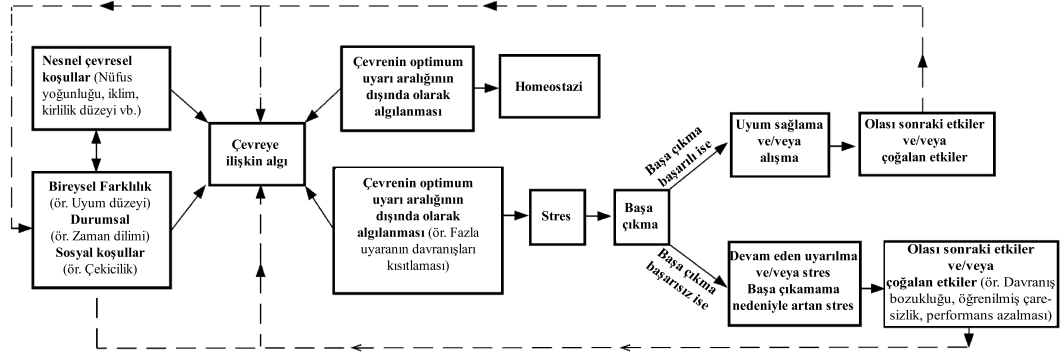 Nesnel çevresel
koşullar (Nüfus
yoğunluğu, iklim,
kirlilik düzeyi vb.)
Bireysel Farklılık
(ör. Uyum düzeyi)
Durumsal
(ör. Zaman dilimi)
Sosyal koşullar
(ör. Çekicilik)
Çevreye
ilişkin algı
Çevrenin optimum
uyarı aralığının
dışında olarak
algılanması
Homeostazi
Çevrenin optimum
uyarı aralığının
dışında olarak
algılanması (ör. Fazla
uyaranın davranışları
kısıtlaması)
Stres
Başa
çıkma
Başa çıkma
başarılı ise
Uyum sağlama
ve/veya
alışma
Olası sonraki etkiler
ve/veya
çoğalan etkiler
Başa çıkma
başarısız ise
Devam eden uyarılma
ve/veya stres
Başa çıkamama
nedeniyle artan stres
Olası sonraki etkiler
ve/veya
çoğalan etkiler (ör. Davranış
bozukluğu, öğrenilmiş çare-
sizlik, performans azalması)